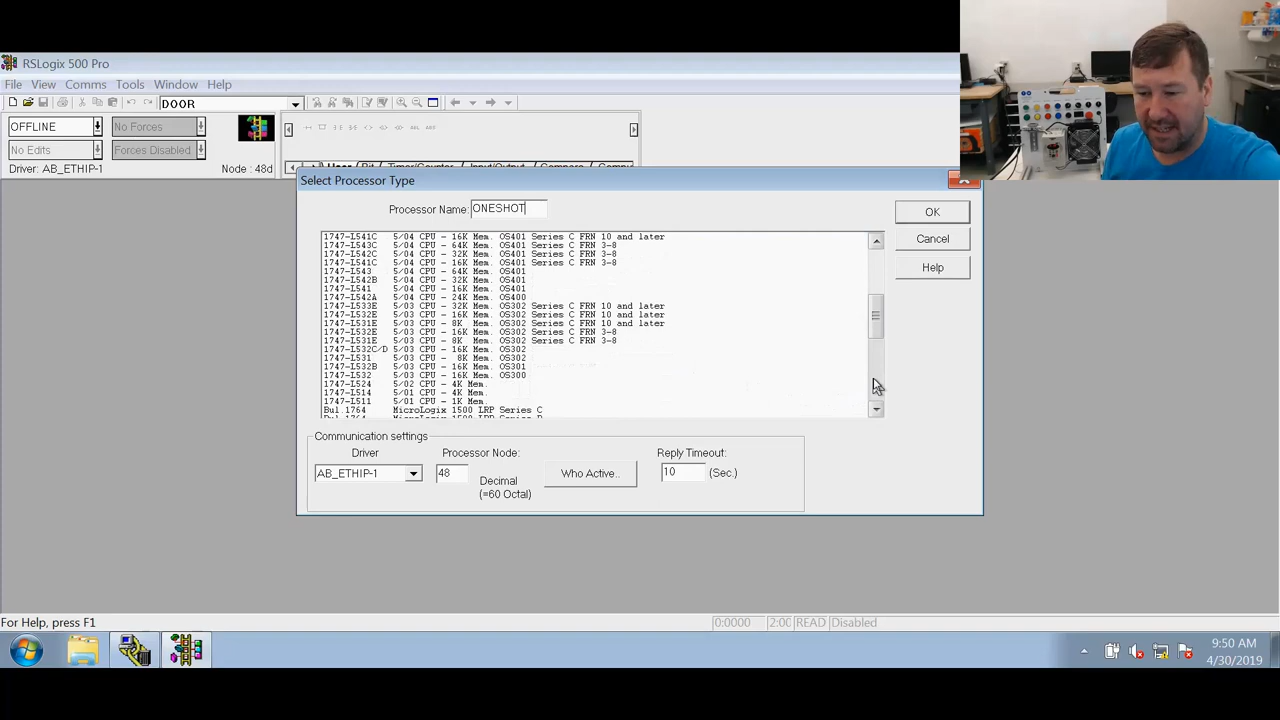 RSLogix 500 Pro
File View Comms Tools Window Help
DOOR
OFFLINE No Forces
No Edits Forces Disabled
Driver: AB_ETHIP-1 Node : 48d
Select Processor Type
Processor Name: ONESHOT
OK
Cancel
Help
1747-L541C 5/04 CPU - 16K Mem. OS401 Series C FRN 10 and later
1747-L543C 5/04 CPU - 64K Mem. OS401 Series C FRN 3-8
1747-L542C 5/04 CPU - 32K Mem. OS401 Series C FRN 3-8
1747-L541C 5/04 CPU - 16K Mem. OS401 Series C FRN 3-8
1747-L543 5/04 CPU - 64K Mem. OS401
1747-L542B 5/04 CPU - 32K Mem. OS401
1747-L541 5/04 CPU - 16K Mem. OS401
1747-L542A 5/04 CPU - 24K Mem. OS400
1747-L533E 5/03 CPU - 32K Mem. OS302 Series C FRN 10 and later
1747-L532E 5/03 CPU - 16K Mem. OS302 Series C FRN 10 and later
1747-L531E 5/03 CPU - 8K Mem. OS302 Series C FRN 10 and later
1747-L532E 5/03 CPU - 16K Mem. OS302 Series C FRN 3-8
1747-L531E 5/03 CPU - 8K Mem. OS302 Series C FRN 3-8
1747-L532C/D 5/03 CPU - 16K Mem. OS302
1747-L531 5/03 CPU - 8K Mem. OS302
1747-L532B 5/03 CPU - 16K Mem. OS301
1747-L532 5/03 CPU - 16K Mem. OS300
1747-L524 5/02 CPU - 4K Mem.
1747-L514 5/01 CPU - 4K Mem.
1747-L511 5/01 CPU - 1K Mem.
Bul.1764 MicroLogix 1500 LRP Series C
Communication settings
Driver Processor Node: Reply Timeout:
AB_ETHIP-1 48 Decimal (=60 Octal) Who Active.. 10 (Sec.)
For Help, press F1 0:0000 2:00 READ Disabled
9:50 AM
4/30/2019